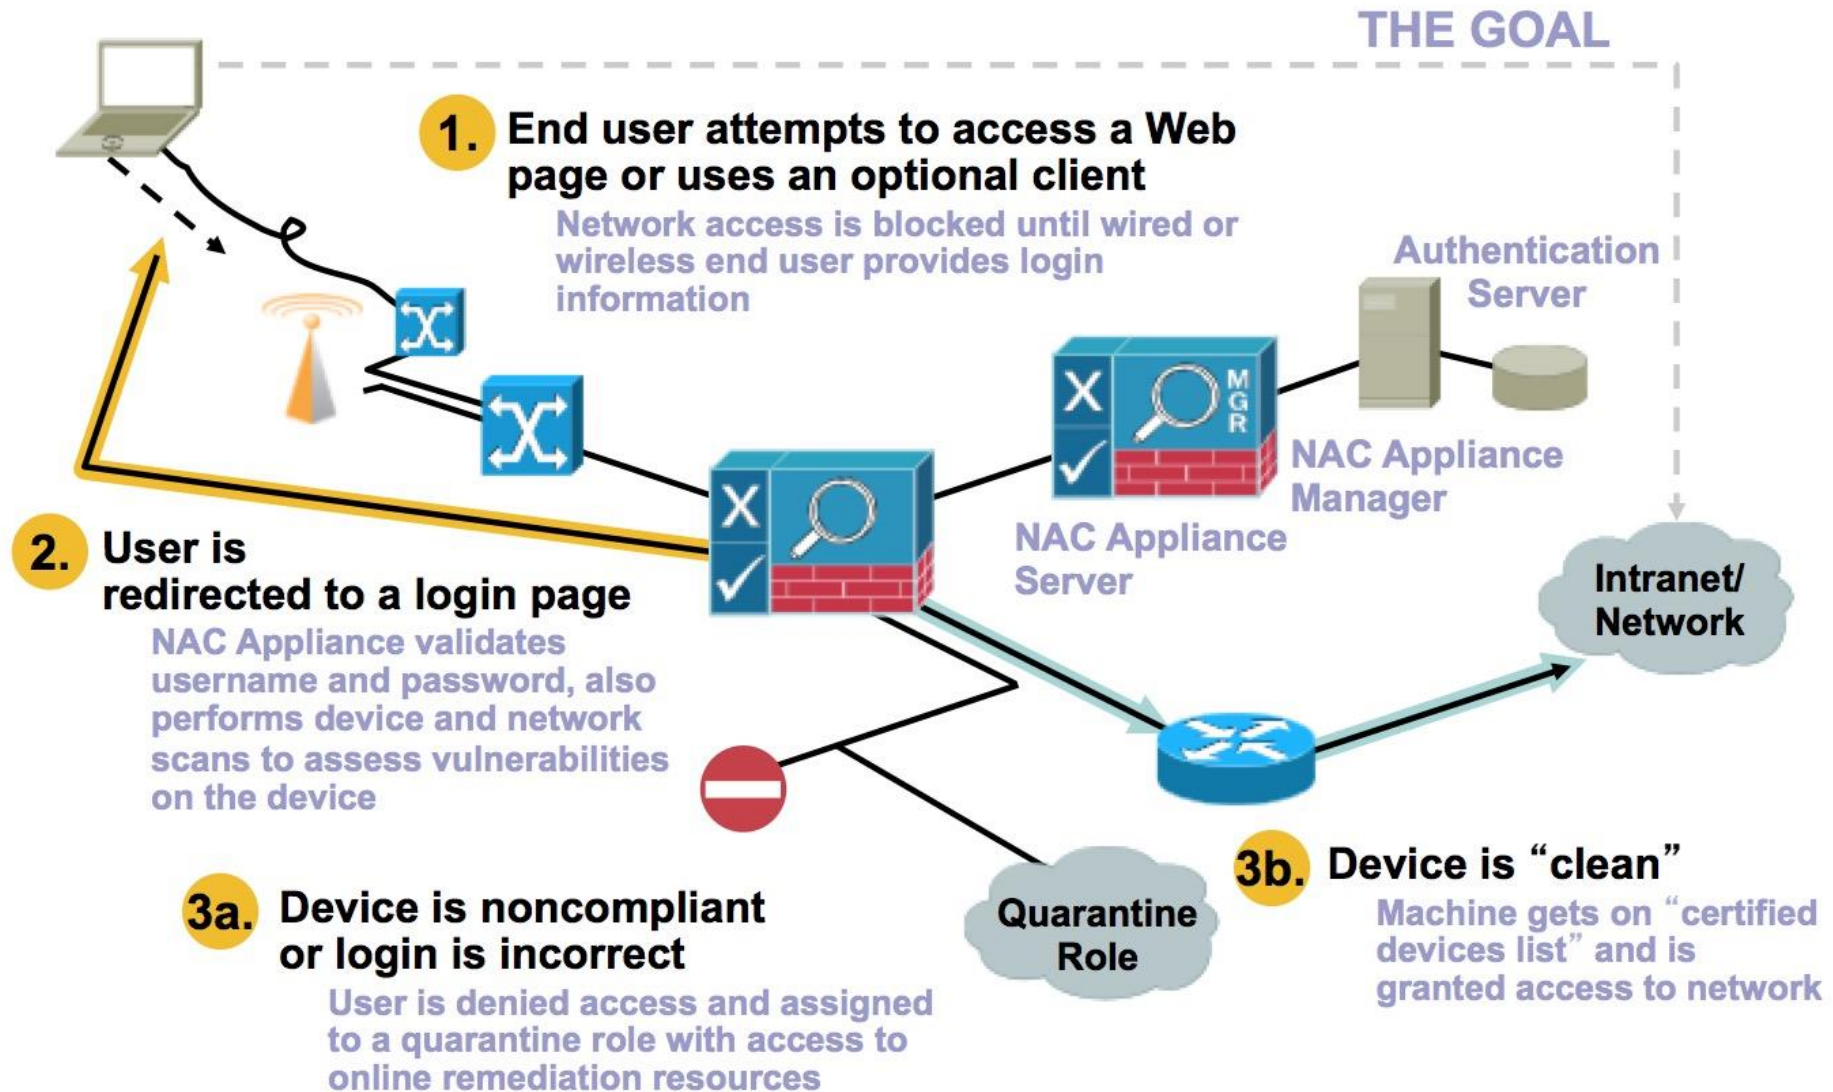 THE GOAL
1. End user attempts to access a Web
page or uses an optional client
Network access is blocked until wired or
wireless end user provides login
information
Authentication
Server
MGR
NAC Appliance
Manager
NAC Appliance
Server
2. User is
redirected to a login page
NAC Appliance validates
username and password, also
performs device and network
scans to assess vulnerabilities
on the device
Intranet/
Network
3a. Device is noncompliant
or login is incorrect
User is denied access and assigned
to a quarantine role with access to
online remediation resources
Quarantine
Role
3b. Device is “clean”
Machine gets on “certified
devices list” and is
granted access to network